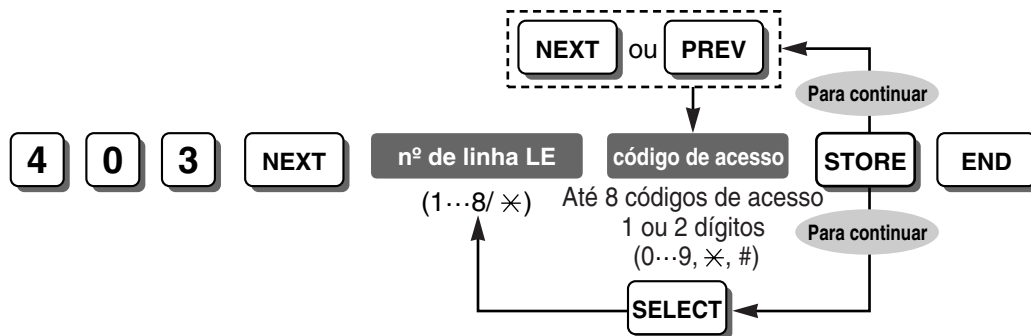 NEXT ou PREV
Para continuar
4 0 3 NEXT nº de linha LE código de acesso STORE END
(1···8/ ✳) Até 8 códigos de acesso
1 ou 2 dígitos
(0···9, ✳, #)
Para continuar
SELECT